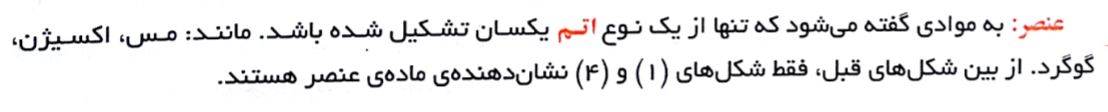 عنصر: به موادی گفته می‌شود که تنها از یک نوع اتم یکسان تشکیل شده باشد. مانند: مس، اکسیژن،
گوگرد. از بین شکل‌های قبل، فقط شکل‌های (۱) و (۴) نشان‌دهنده‌ی ماده‌ی عنصر هستند.